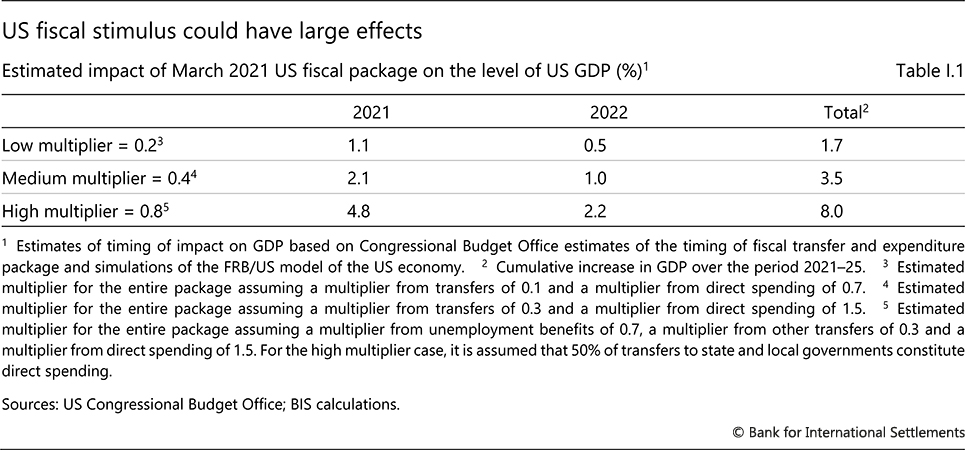 US fiscal stimulus could have large effects
Estimated impact of March 2021 US fiscal package on the level of US GDP (%)¹ Table I.1
2021 2022 Total²
Low multiplier = 0.2³ 1.1 0.5 1.7
Medium multiplier = 0.4⁴ 2.1 1.0 3.5
High multiplier = 0.8⁵ 4.8 2.2 8.0
¹ Estimates of timing of impact on GDP based on Congressional Budget Office estimates of the timing of fiscal transfer and expenditure
package and simulations of the FRB/US model of the US economy. ² Cumulative increase in GDP over the period 2021–25. ³ Estimated
multiplier for the entire package assuming a multiplier from transfers of 0.1 and a multiplier from direct spending of 0.7. ⁴ Estimated
multiplier for the entire package assuming a multiplier from transfers of 0.3 and a multiplier from direct spending of 1.5. ⁵ Estimated
multiplier for the entire package assuming a multiplier from unemployment benefits of 0.7, a multiplier from other transfers of 0.3 and a
multiplier from direct spending of 1.5. For the high multiplier case, it is assumed that 50% of transfers to state and local governments constitute
direct spending.
Sources: US Congressional Budget Office; BIS calculations.
© Bank for International Settlements